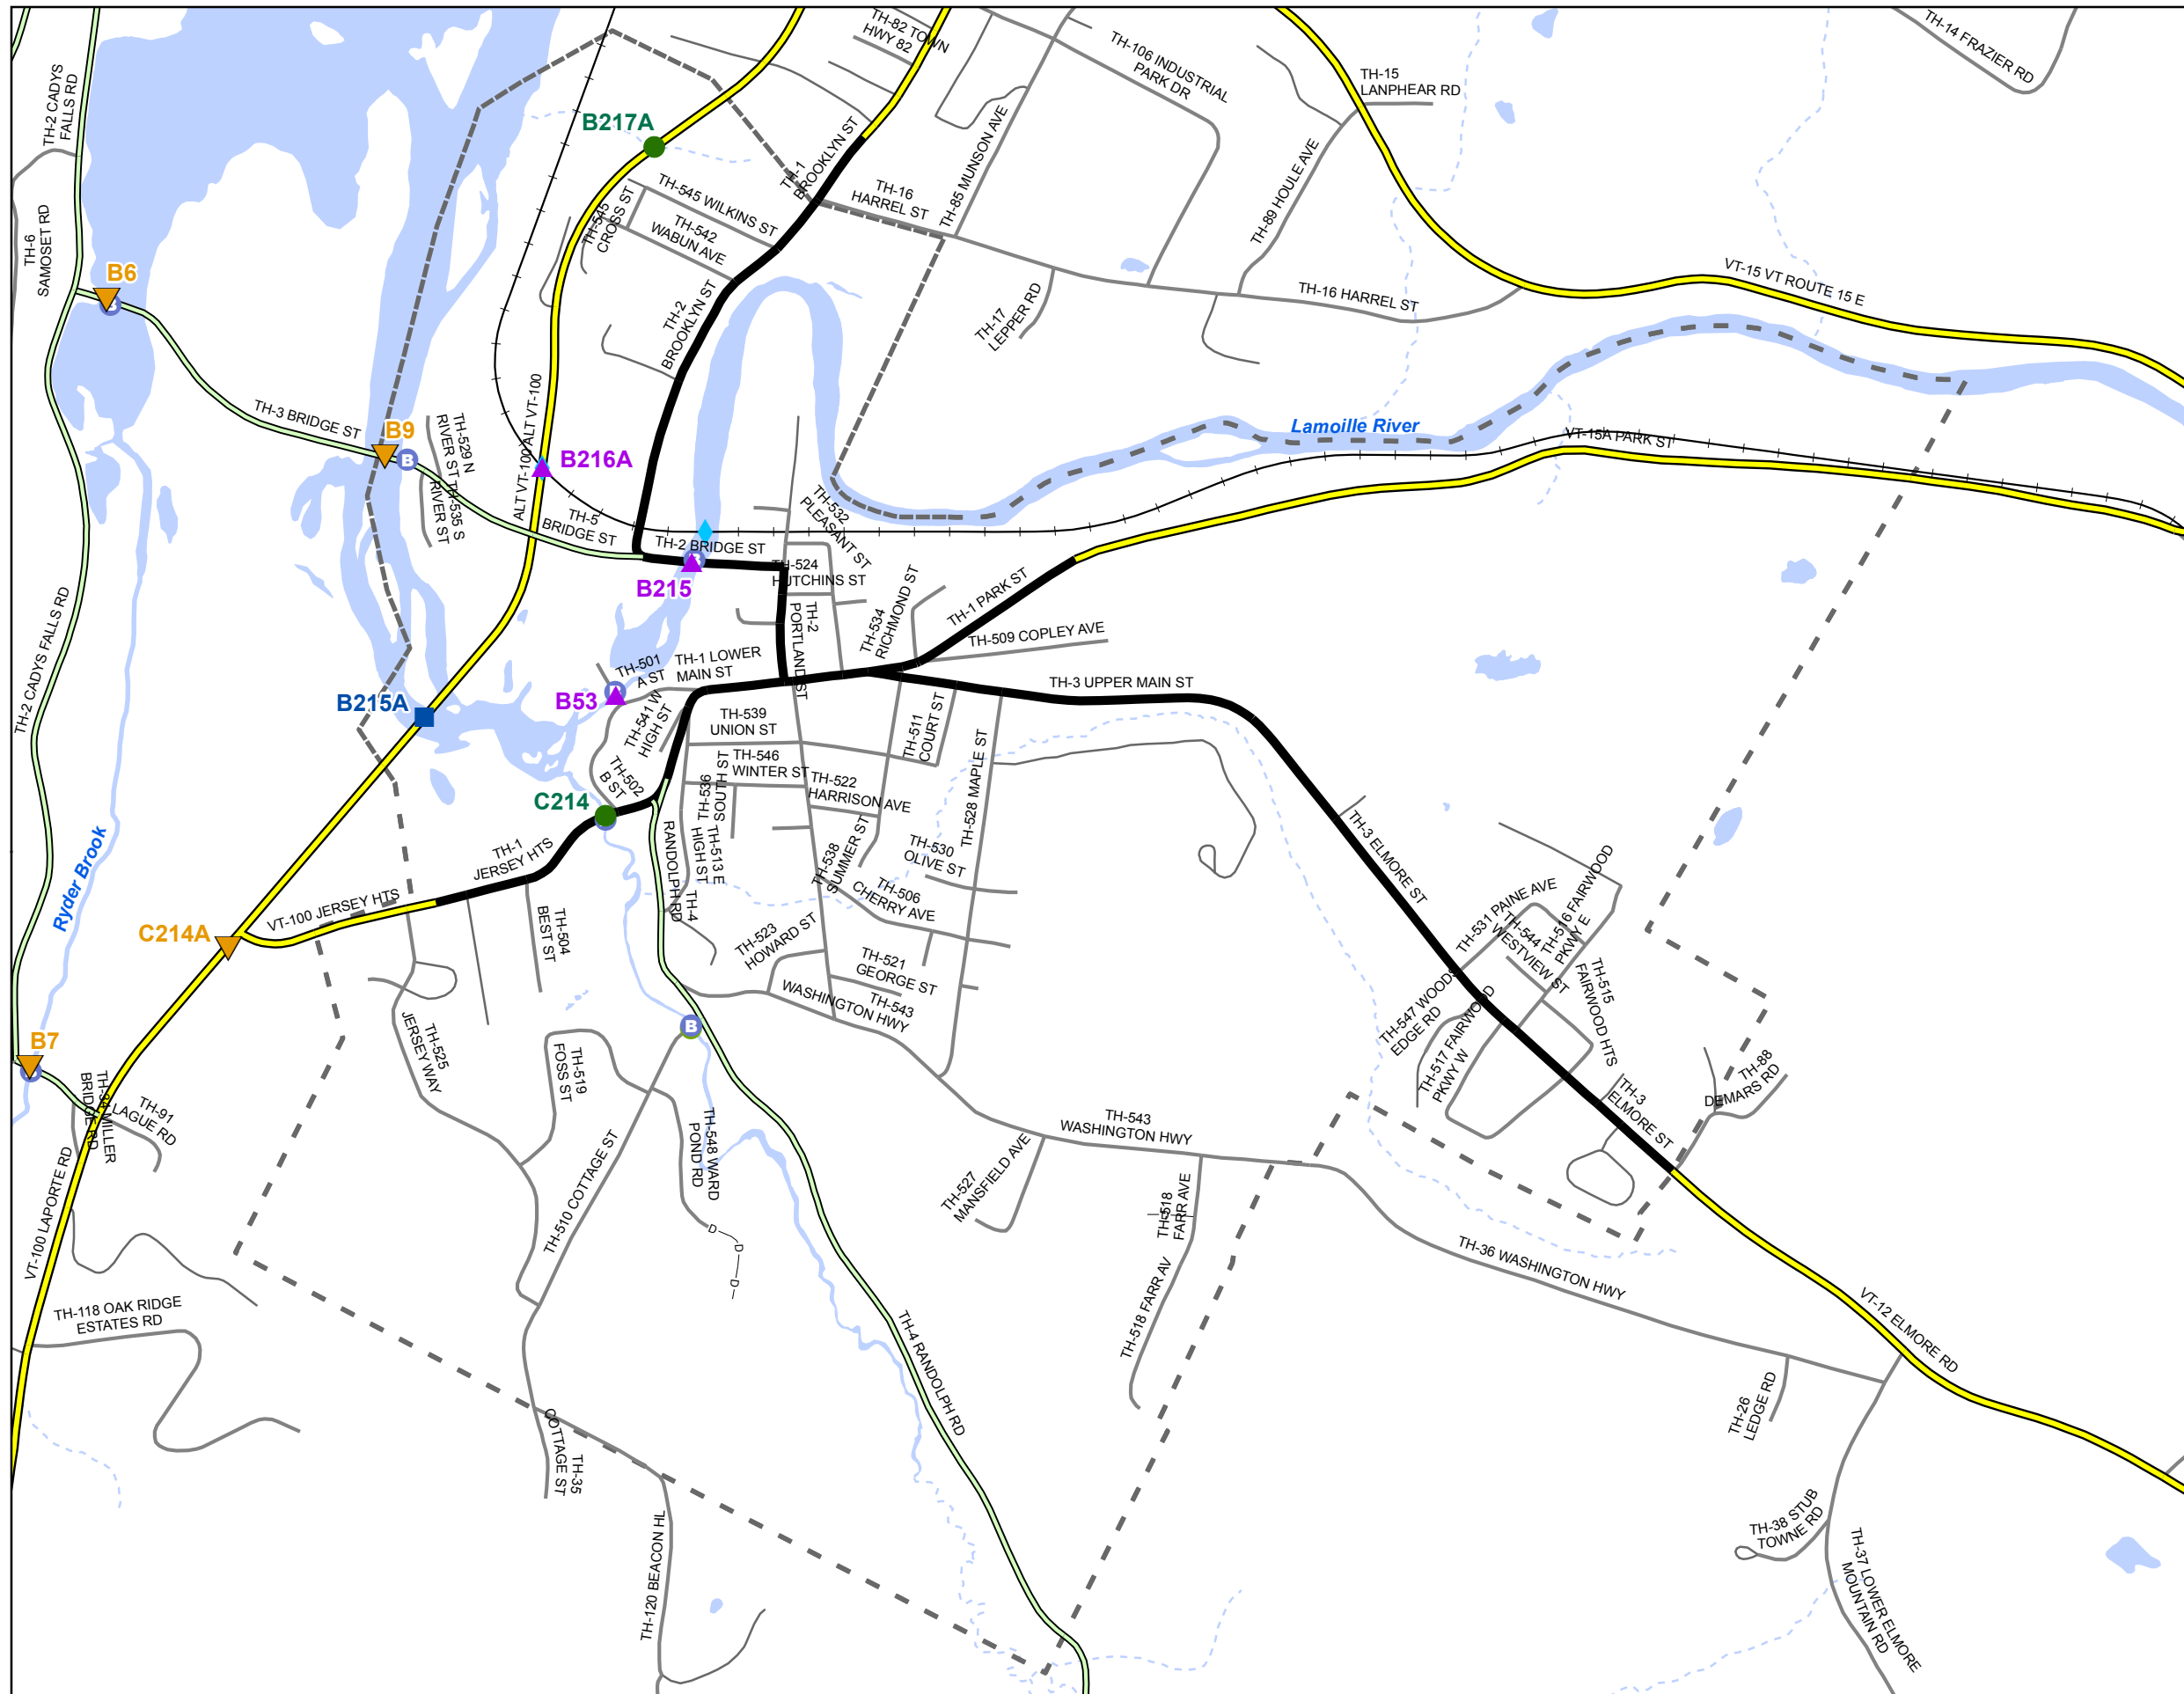 TH-82 TOWN
HWY 82
TH-14 FRAZIER RD
TH-106 INDUSTRIAL
PARK DR
TH-15
LANPHEAR RD
TH-2 CADYS
FALLS RD
B217A
TH-1
BROOKLYN ST
TH-85 MUNSON AVE
TH-89 HOULE AVE
TH-545 WILKINS ST
TH-16
HARREL ST
TH-545
CROSS ST
TH-542
WABUN AVE
TH-6
SAMOSET RD
B6
VT-15 VT ROUTE 15 E
TH-16 HARREL ST
TH-2
BROOKLYN ST
TH-17
LEPPER RD
TH-3 BRIDGE ST
B9
B
TH-529 N
RIVER ST
TH-535 S
RIVER ST
ALT VT-100
ALT VT-100
B216A
Lamoille River
VT-15A PARK ST
TH-5
BRIDGE ST
TH-2 BRIDGE ST
B215
TH-532
PLEASANT ST
TH-524
HUTCHINS ST
TH-2
PORTLAND ST
TH-534
RICHMOND ST
TH-1 PARK ST
TH-509 COPLEY AVE
TH-2 CADYS FALLS RD
TH-501
A ST
TH-1 LOWER
MAIN ST
B53
TH-3 UPPER MAIN ST
B215A
TH-541 W
HIGH ST
TH-539
UNION ST
TH-511
COURT ST
TH-546
WINTER ST
TH-536
SOUTH ST
TH-522
HARRISON AVE
TH-528 MAPLE ST
TH-502
B ST
C214
TH-513 E
HIGH ST
TH-538
SUMMER ST
TH-530
OLIVE ST
TH-506
CHERRY AVE
TH-3 ELMORE ST
TH-1
JERSEY HTS
Ryder Brook
VT-100 JERSEY HTS
C214A
TH-4
RANDOLPH RD
TH-504
BEST ST
TH-523
HOWARD ST
TH-521
GEORGE ST
TH-543
WASHINGTON HWY
TH-531 PAINE AVE
TH-516 FAIRWOOD
PKWY E
TH-544
WESTVIEW ST
TH-515
FAIRWOOD HTS
TH-547 WOODS
EDGE RD
TH-517 FAIRWOOD
PKWY W
B
B7
TH-525
JERSEY WAY
TH-519
FOSS ST
TH-34 MILLER
BRIDGE RD
TH-91
LAGUE RD
TH-88
DEMARS RD
TH-3
ELMORE ST
TH-548 WARD
POND RD
TH-543
WASHINGTON HWY
TH-510 COTTAGE ST
TH-527
MANSFIELD AVE
TH-518
FARR AVE
D
D
D
D
VT-100 LAPORTE RD
TH-36 WASHINGTON HWY
TH-518 FARR AV
TH-118 OAK RIDGE
ESTATES RD
VT-12 ELMORE RD
TH-4 RANDOLPH RD
TH-26
LEDGE RD
TH-35
COTTAGE ST
TH-38 STUB
TOWNE RD
TH-120 BEACON HL
TH-37 LOWER ELMORE
MOUNTAIN RD